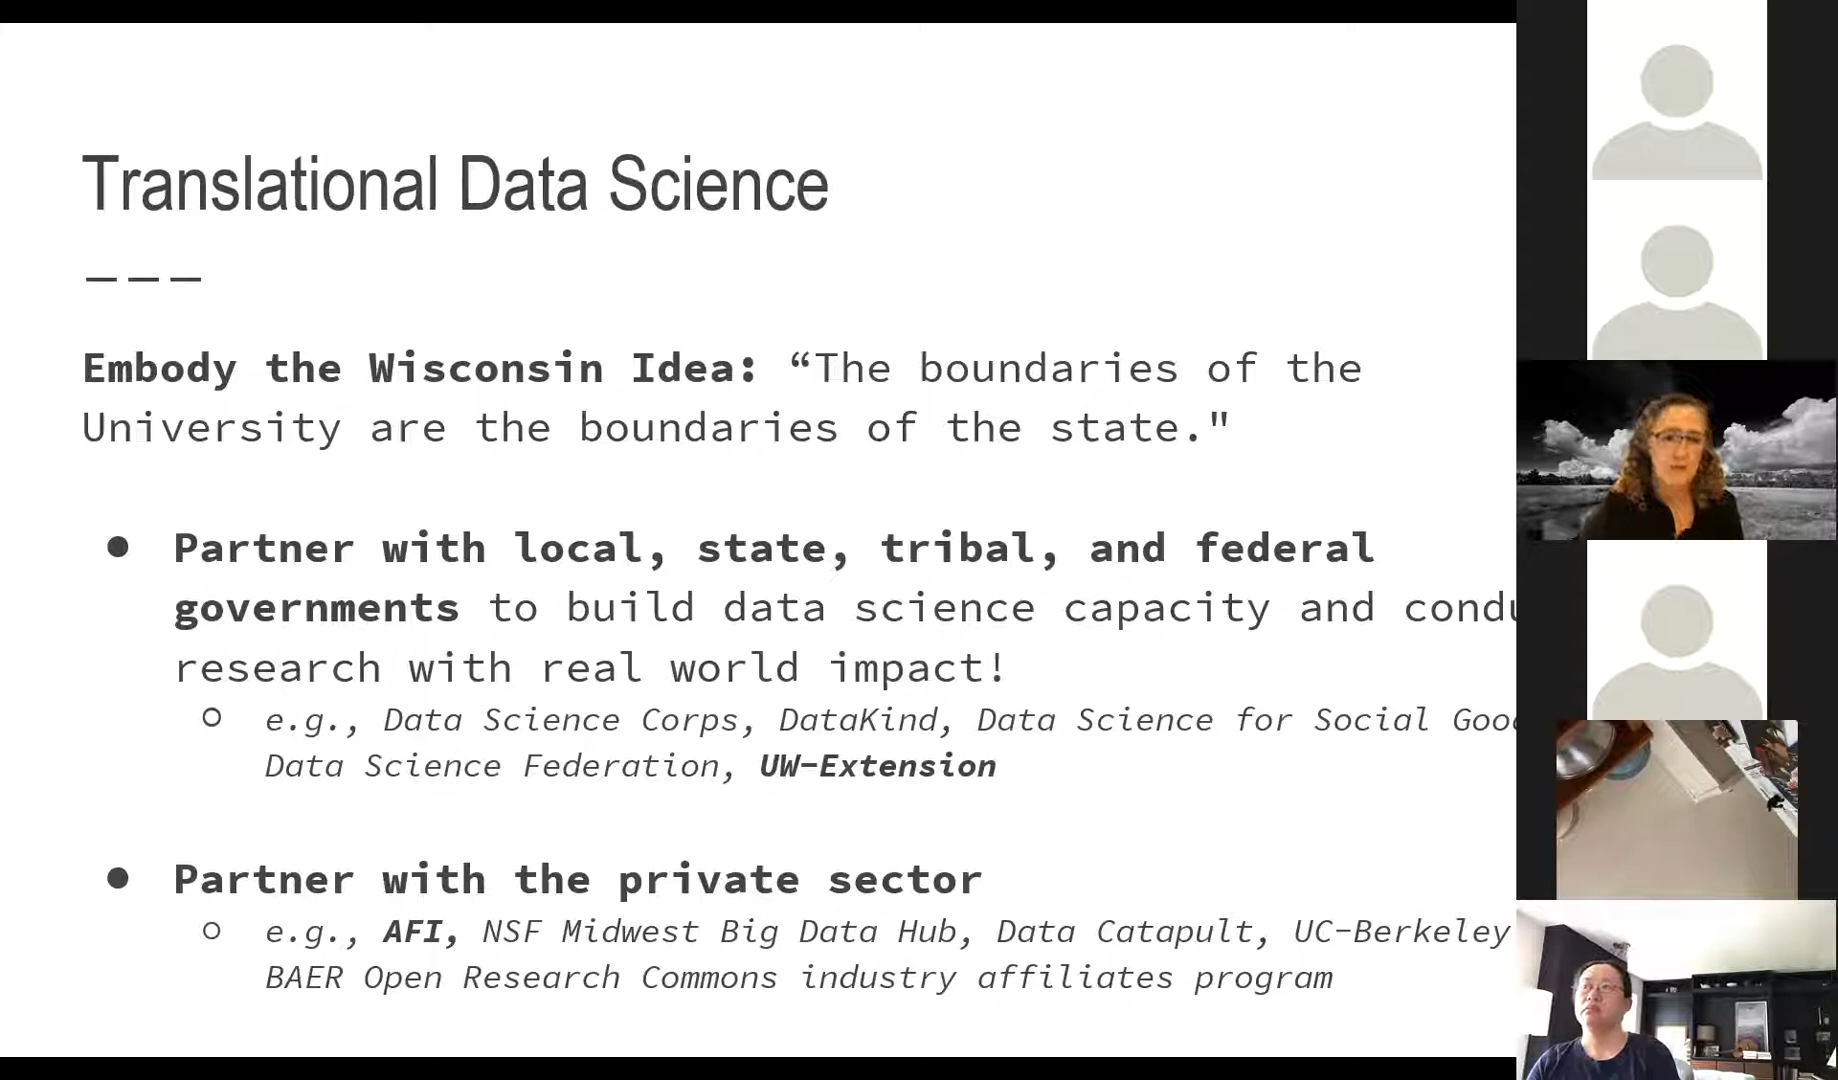 Translational Data Science
Embody the Wisconsin Idea: “The boundaries of the
University are the boundaries of the state."
● Partner with local, state, tribal, and federal
governments to build data science capacity and condu
research with real world impact!
○ e.g., Data Science Corps, DataKind, Data Science for Social Goo
Data Science Federation, UW-Extension
● Partner with the private sector
○ e.g., AFI, NSF Midwest Big Data Hub, Data Catapult, UC-Berkeley
BAER Open Research Commons industry affiliates program